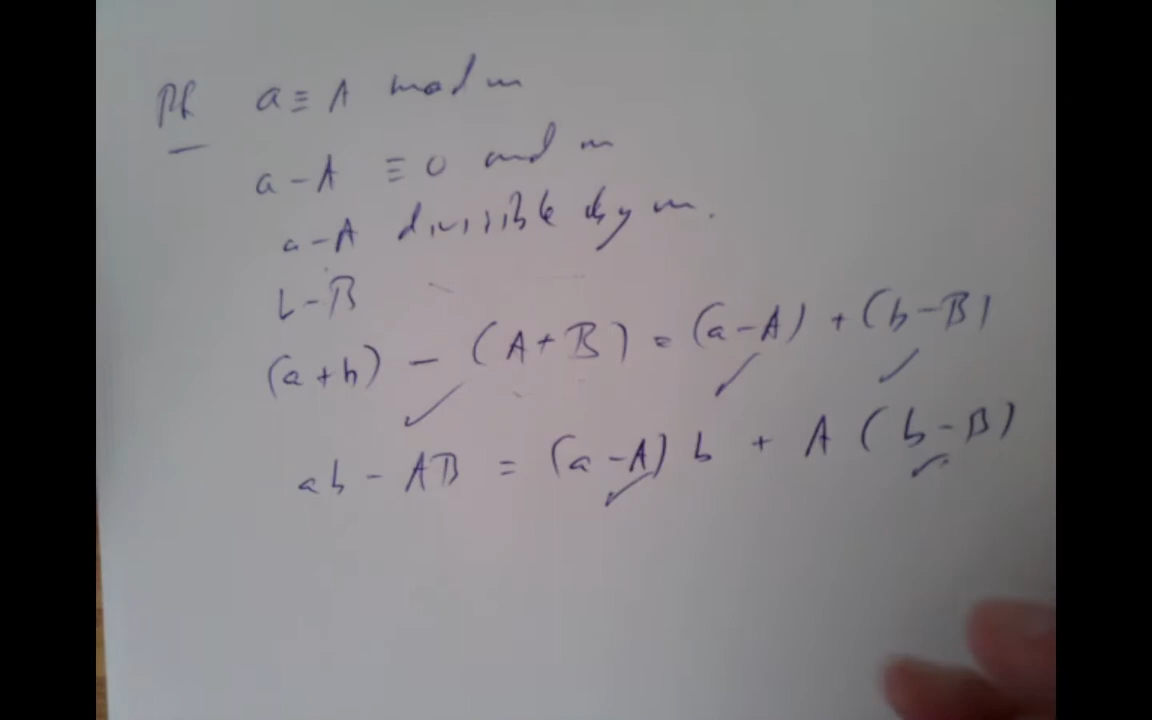 Pf a ≡ A mod m
a - A ≡ 0 mod m
a - A divisible by m.
b - B
(a + b) - (A + B) = (a - A) + (b - B)
ab - AB = (a - A) b + A (b - B)